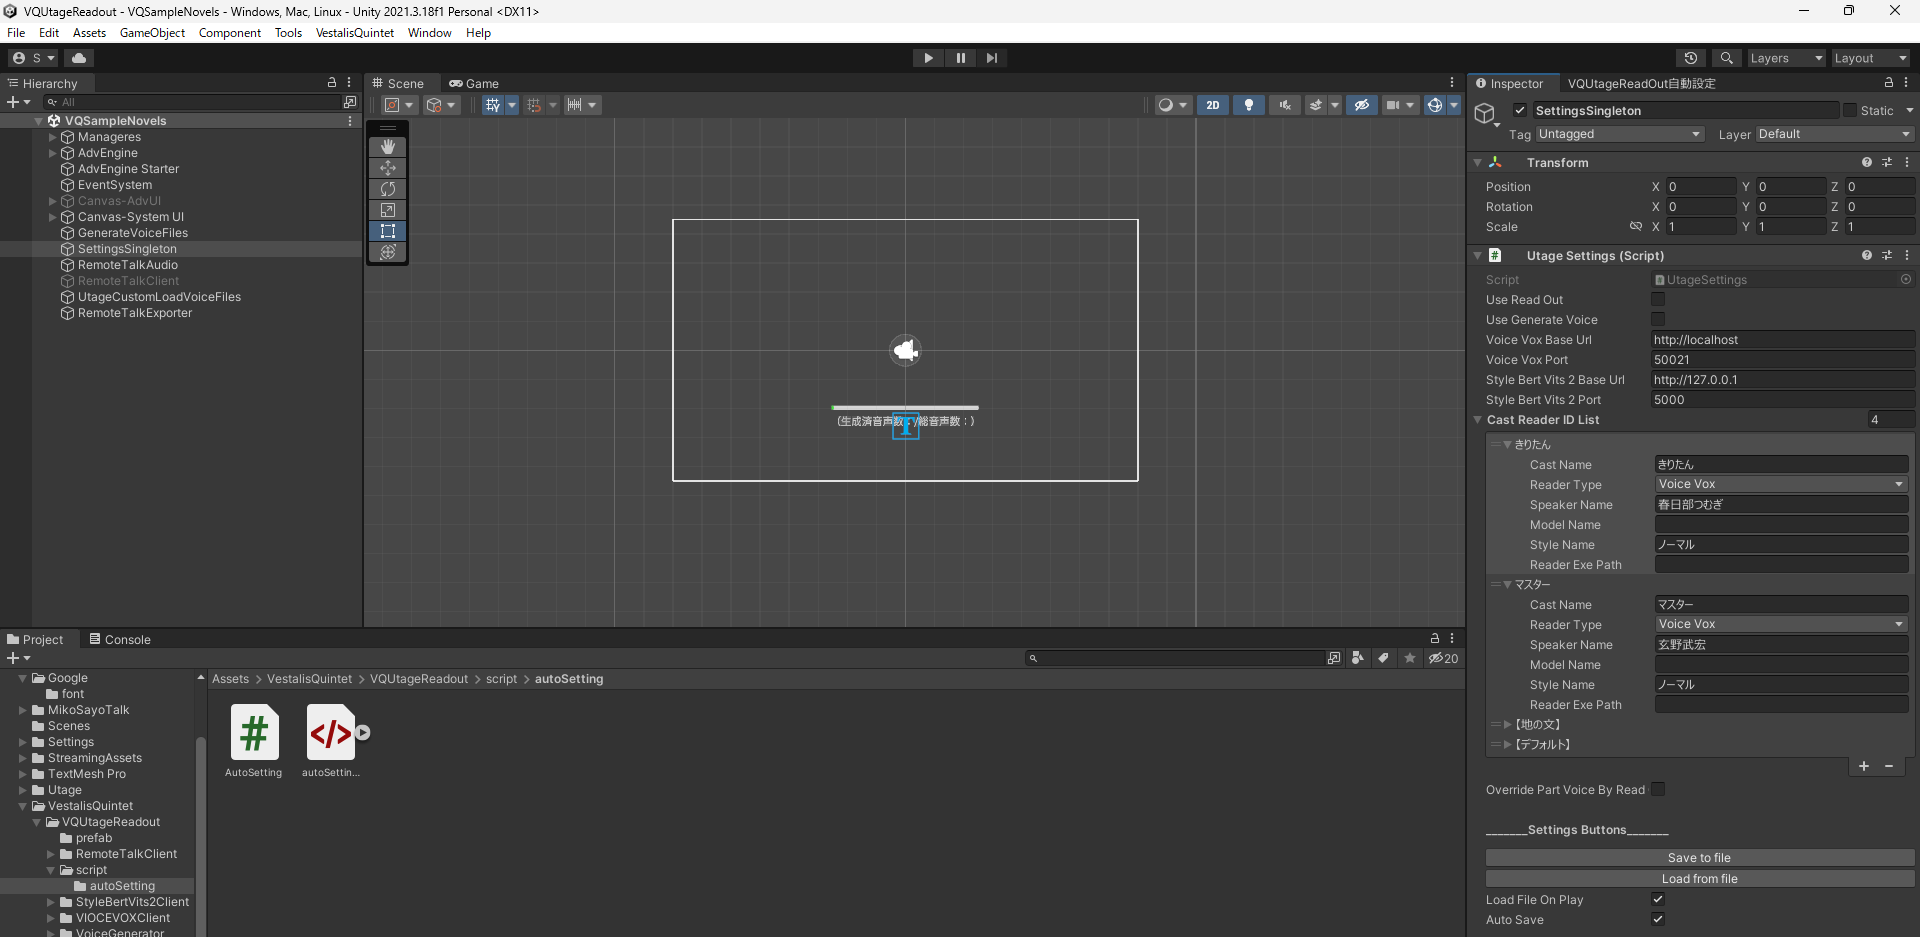 VQUtageReadout - VQSampleNovels - Windows, Mac, Linux - Unity 2021.3.18f1 Personal <DX11>
File Edit Assets GameObject Component Tools VestalisQuintet Window Help
S Layers Layout
Hierarchy
All
VQSampleNovels
Manageres
AdvEngine
AdvEngine Starter
EventSystem
Canvas-AdvUI
Canvas-System UI
GenerateVoiceFiles
SettingsSingleton
RemoteTalkAudio
RemoteTalkClient
UtageCustomLoadVoiceFiles
RemoteTalkExporter
Scene Game
2D
(生成済音声数：/総音声数：)
Project Console
20
Google
font
MikoSayoTalk
Scenes
Settings
StreamingAssets
TextMesh Pro
Utage
VestalisQuintet
VQUtageReadout
prefab
RemoteTalkClient
script
autoSetting
StyleBertVits2Client
VIOCEVOXClient
VoiceGenerator
Assets > VestalisQuintet > VQUtageReadout > script > autoSetting
AutoSetting autoSettin...
Inspector VQUtageReadOut自動設定
SettingsSingleton Static
Tag Untagged Layer Default
Transform
Position X 0 Y 0 Z 0
Rotation X 0 Y 0 Z 0
Scale X 1 Y 1 Z 1
Utage Settings (Script)
Script UtageSettings
Use Read Out
Use Generate Voice
Voice Vox Base Url http://localhost
Voice Vox Port 50021
Style Bert Vits 2 Base Url http://127.0.0.1
Style Bert Vits 2 Port 5000
Cast Reader ID List 4
きりたん
Cast Name きりたん
Reader Type Voice Vox
Speaker Name 春日部つむぎ
Model Name
Style Name ノーマル
Reader Exe Path
マスター
Cast Name マスター
Reader Type Voice Vox
Speaker Name 玄野武宏
Model Name
Style Name ノーマル
Reader Exe Path
【地の文】
【デフォルト】
Override Part Voice By Read
_______Settings Buttons_______
Save to file
Load from file
Load File On Play
Auto Save